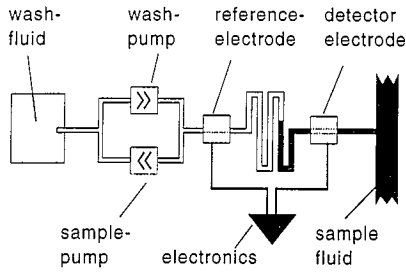 wash-
fluid
wash-
pump
reference-
electrode
detector
electrode
sample-
pump
electronics
sample
fluid